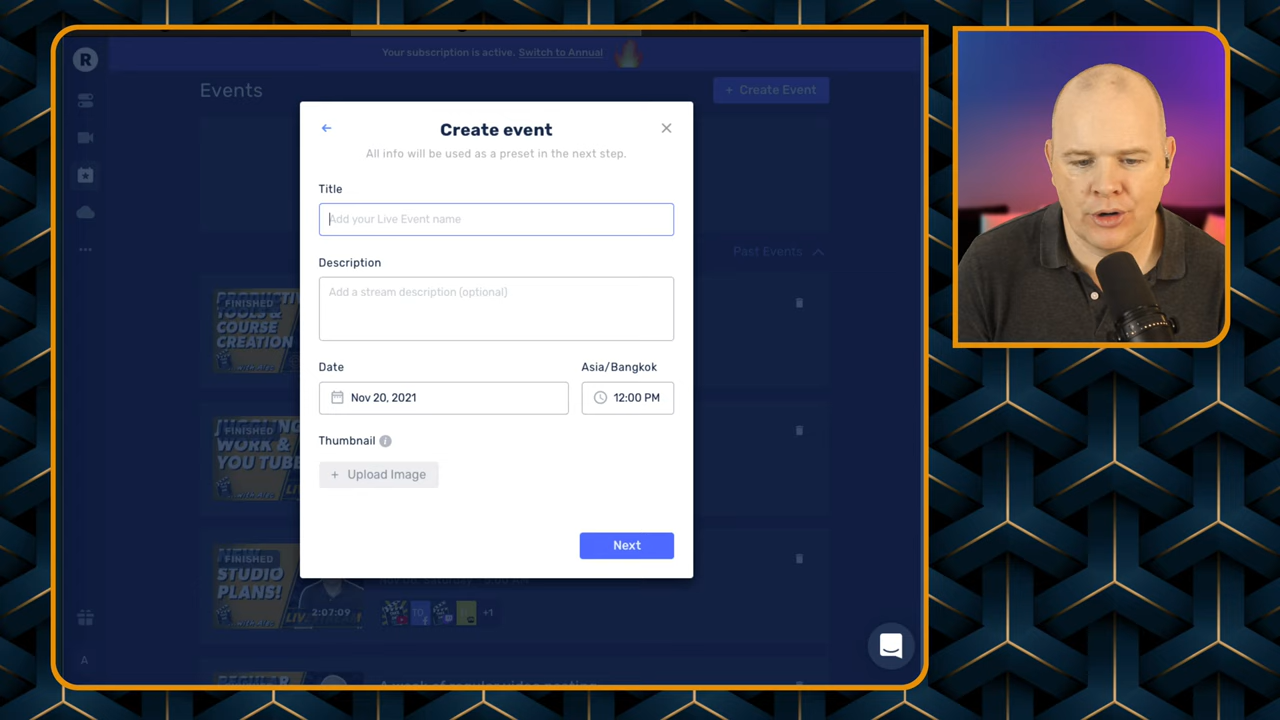 R
Your subscription is active. Switch to Annual
Events
+ Create Event
Create event
All info will be used as a preset in the next step.
Title
Add your Live Event name
Past Events
Description
Add a stream description (optional)
FINISHED
TOOLS &
COURSE
CREATION
Date
Asia/Bangkok
Nov 20, 2021
12:00 PM
Thumbnail
+ Upload Image
FINISHED
WORK &
YOU TUBE
Next
FINISHED
STUDIO
PLANS!
2:07:09
+1
A